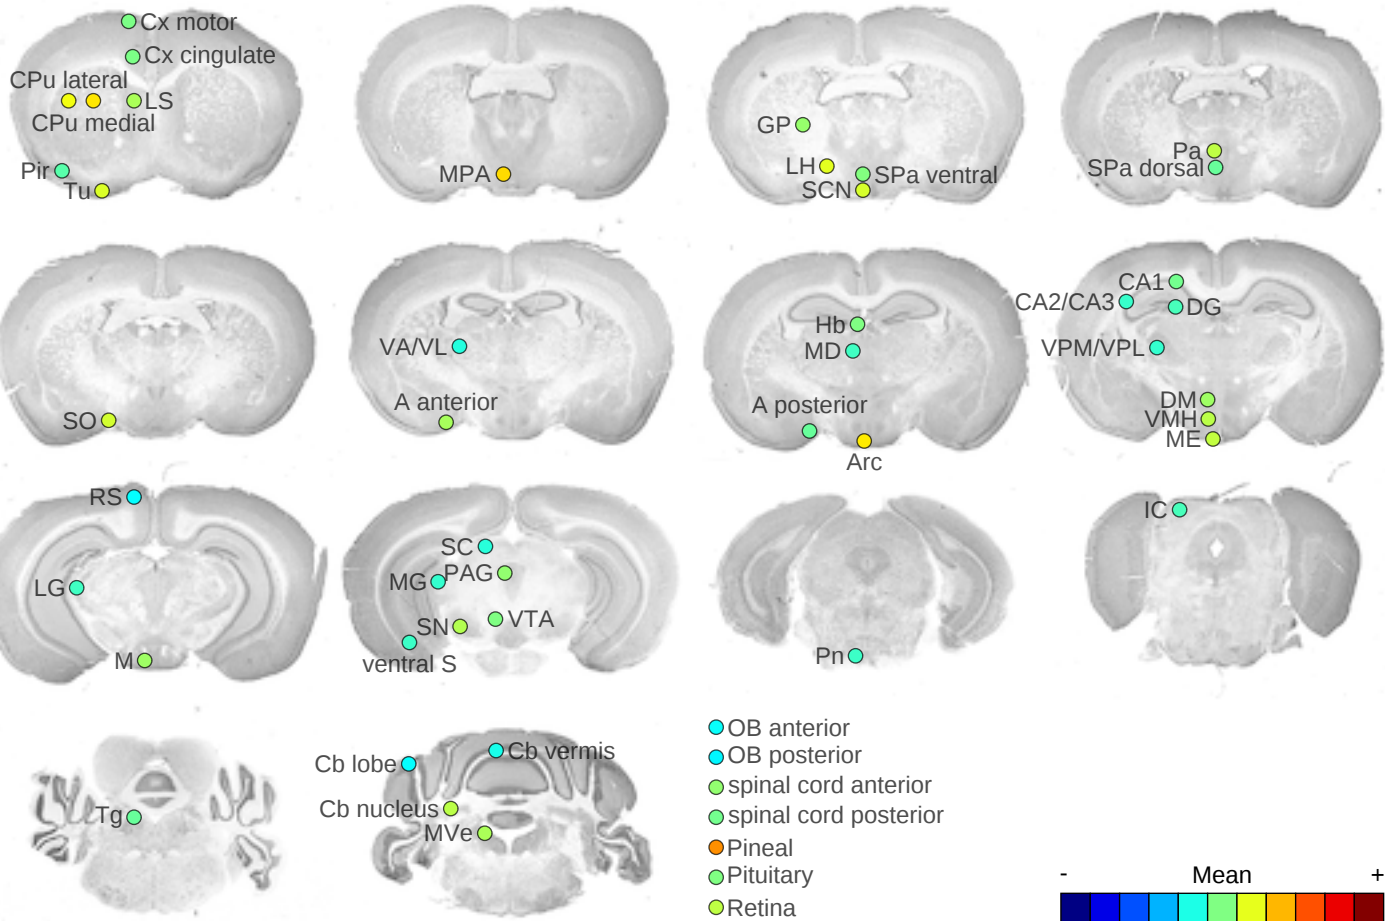 Cx motor
Cx cingulate
CPu lateral
LS
CPu medial
Pir
Tu
MPA
GP
LH
SPa ventral
SCN
Pa
SPa dorsal
SO
VA/VL
A anterior
Hb
MD
A posterior
Arc
CA1
CA2/CA3
DG
VPM/VPL
DM
VMH
ME
RS
LG
M
SC
MG
PAG
SN
VTA
ventral S
Pn
IC
Tg
Cb lobe
Cb vermis
Cb nucleus
MVe
OB anterior
OB posterior
spinal cord anterior
spinal cord posterior
Pineal
Pituitary
Retina
- Mean +